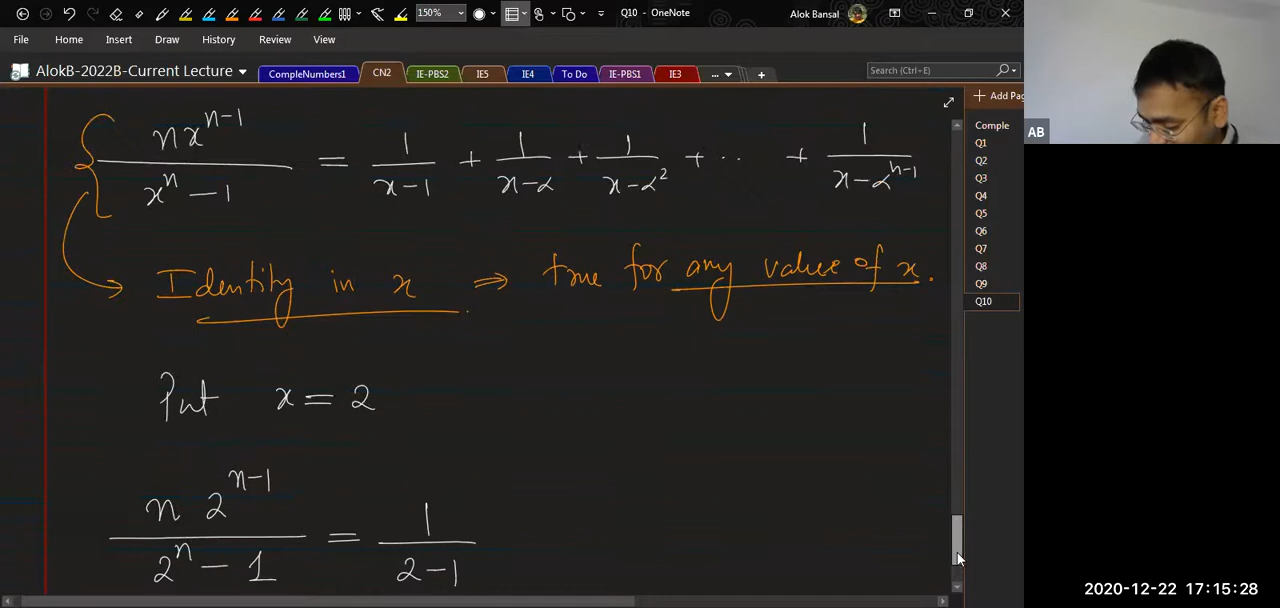 150%
Q10 - OneNote
Alok Bansal
File Home Insert Draw History Review View
AlokB-2022B-Current Lecture
CompleNumbers1 CN2 IE-PBS2 IE5 IE4 To Do IE-PBS1 IE3 ...
Search (Ctrl+E)
Add Pag
Comple
Q1
Q2
Q3
Q4
Q5
Q6
Q7
Q8
Q9
Q10
AB
nx^{n-1} / x^n - 1 = 1/x-1 + 1/x-α + 1/x-α² + .. + 1/x-α^{n-1}
Identity in x ⇒ true for any value of x.
Put x = 2
n 2^{n-1} / 2^n - 1 = 1/2-1
2020-12-22 17:15:28